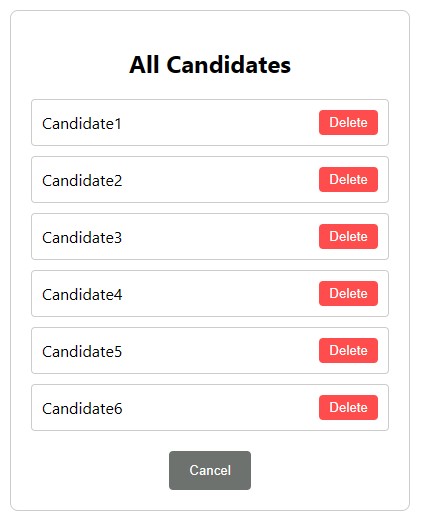 All Candidates
Candidate1 Delete
Candidate2 Delete
Candidate3 Delete
Candidate4 Delete
Candidate5 Delete
Candidate6 Delete
Cancel